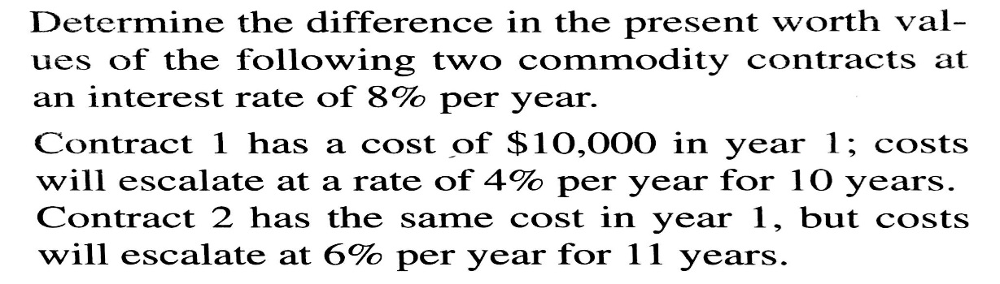 Determine the difference in the present worth val-
ues of the following two commodity contracts at
an interest rate of 8% per year.
Contract 1 has a cost of $10,000 in year 1; costs
will escalate at a rate of 4% per year for 10 years.
Contract 2 has the same cost in year 1, but costs
will escalate at 6% per year for 11 years.